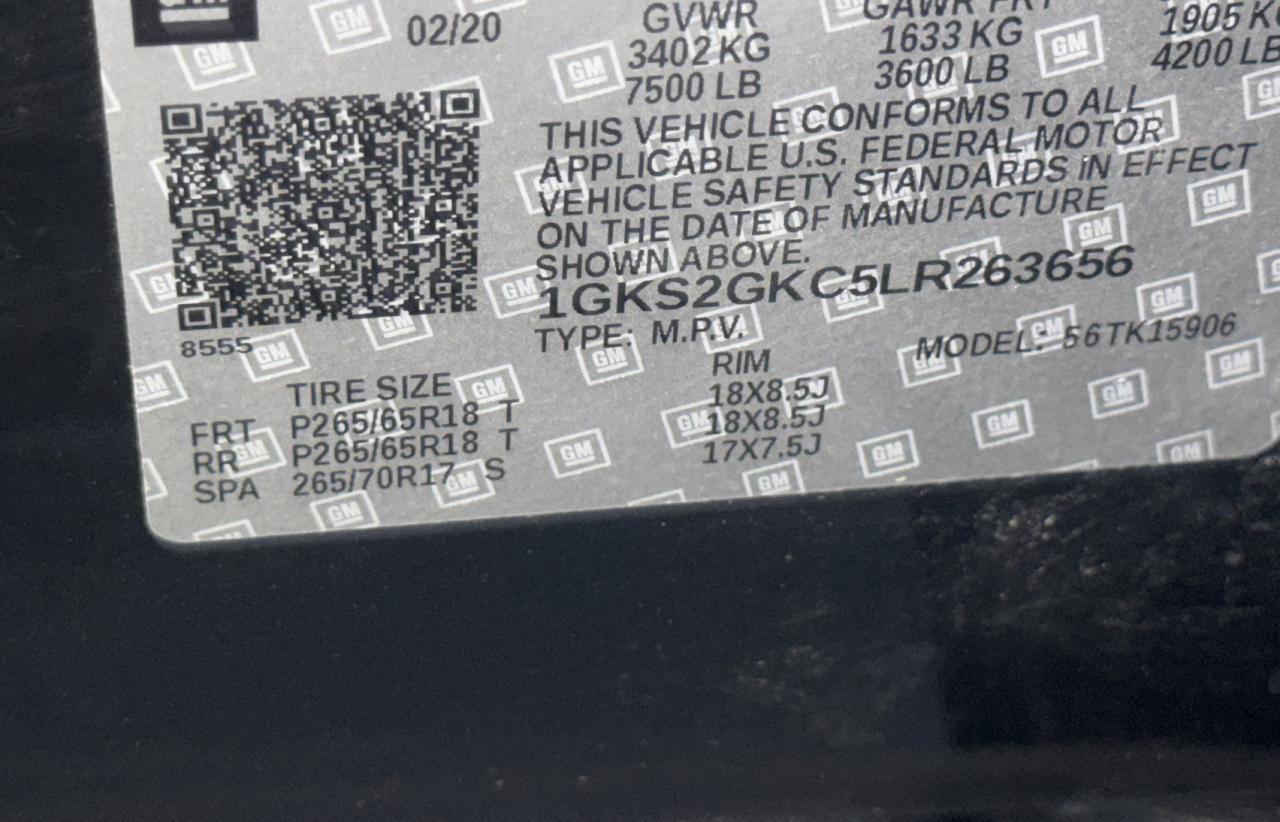 GM
02/20
GVWR GAWR FRT
3402 KG 1633 KG 1905 KG
7500 LB 3600 LB 4200 LB
THIS VEHICLE CONFORMS TO ALL
APPLICABLE U.S. FEDERAL MOTOR
VEHICLE SAFETY STANDARDS IN EFFECT
ON THE DATE OF MANUFACTURE
SHOWN ABOVE.
1GKS2GKC5LR263656
TYPE: M.P.V. MODEL: 56TK15906
8555
TIRE SIZE RIM
FRT P265/65R18 T 18X8.5J
RR P265/65R18 T 18X8.5J
SPA 265/70R17 S 17X7.5J